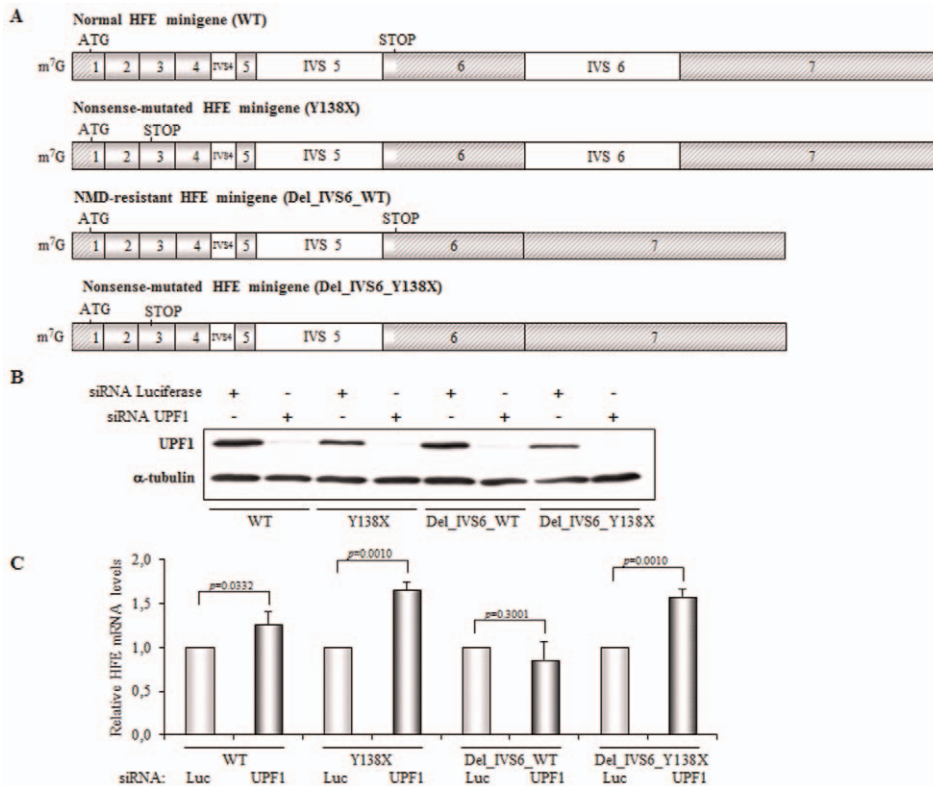 A
Normal HFE minigene (WT)
ATG STOP
m7G 1 2 3 4 IVS4 5 IVS 5 6 IVS 6 7
Nonsense-mutated HFE minigene (Y138X)
ATG STOP
m7G 1 2 3 4 IVS4 5 IVS 5 6 IVS 6 7
NMD-resistant HFE minigene (Del_IVS6_WT)
ATG STOP
m7G 1 2 3 4 IVS4 5 IVS 5 6 7
Nonsense-mutated HFE minigene (Del_IVS6_Y138X)
ATG STOP
m7G 1 2 3 4 IVS4 5 IVS 5 6 7
B
siRNA Luciferase + - + - + - + -
siRNA UPF1 - + - + - + - +
UPF1
α-tubulin
WT Y138X Del_IVS6_WT Del_IVS6_Y138X
C
Relative HFE mRNA levels
2,0
1,5
1,0
0,5
0,0
p=0.0332
p=0.0010
p=0.3001
p=0.0010
WT Y138X Del_IVS6_WT Del_IVS6_Y138X
siRNA: Luc UPF1 Luc UPF1 Luc UPF1 Luc UPF1